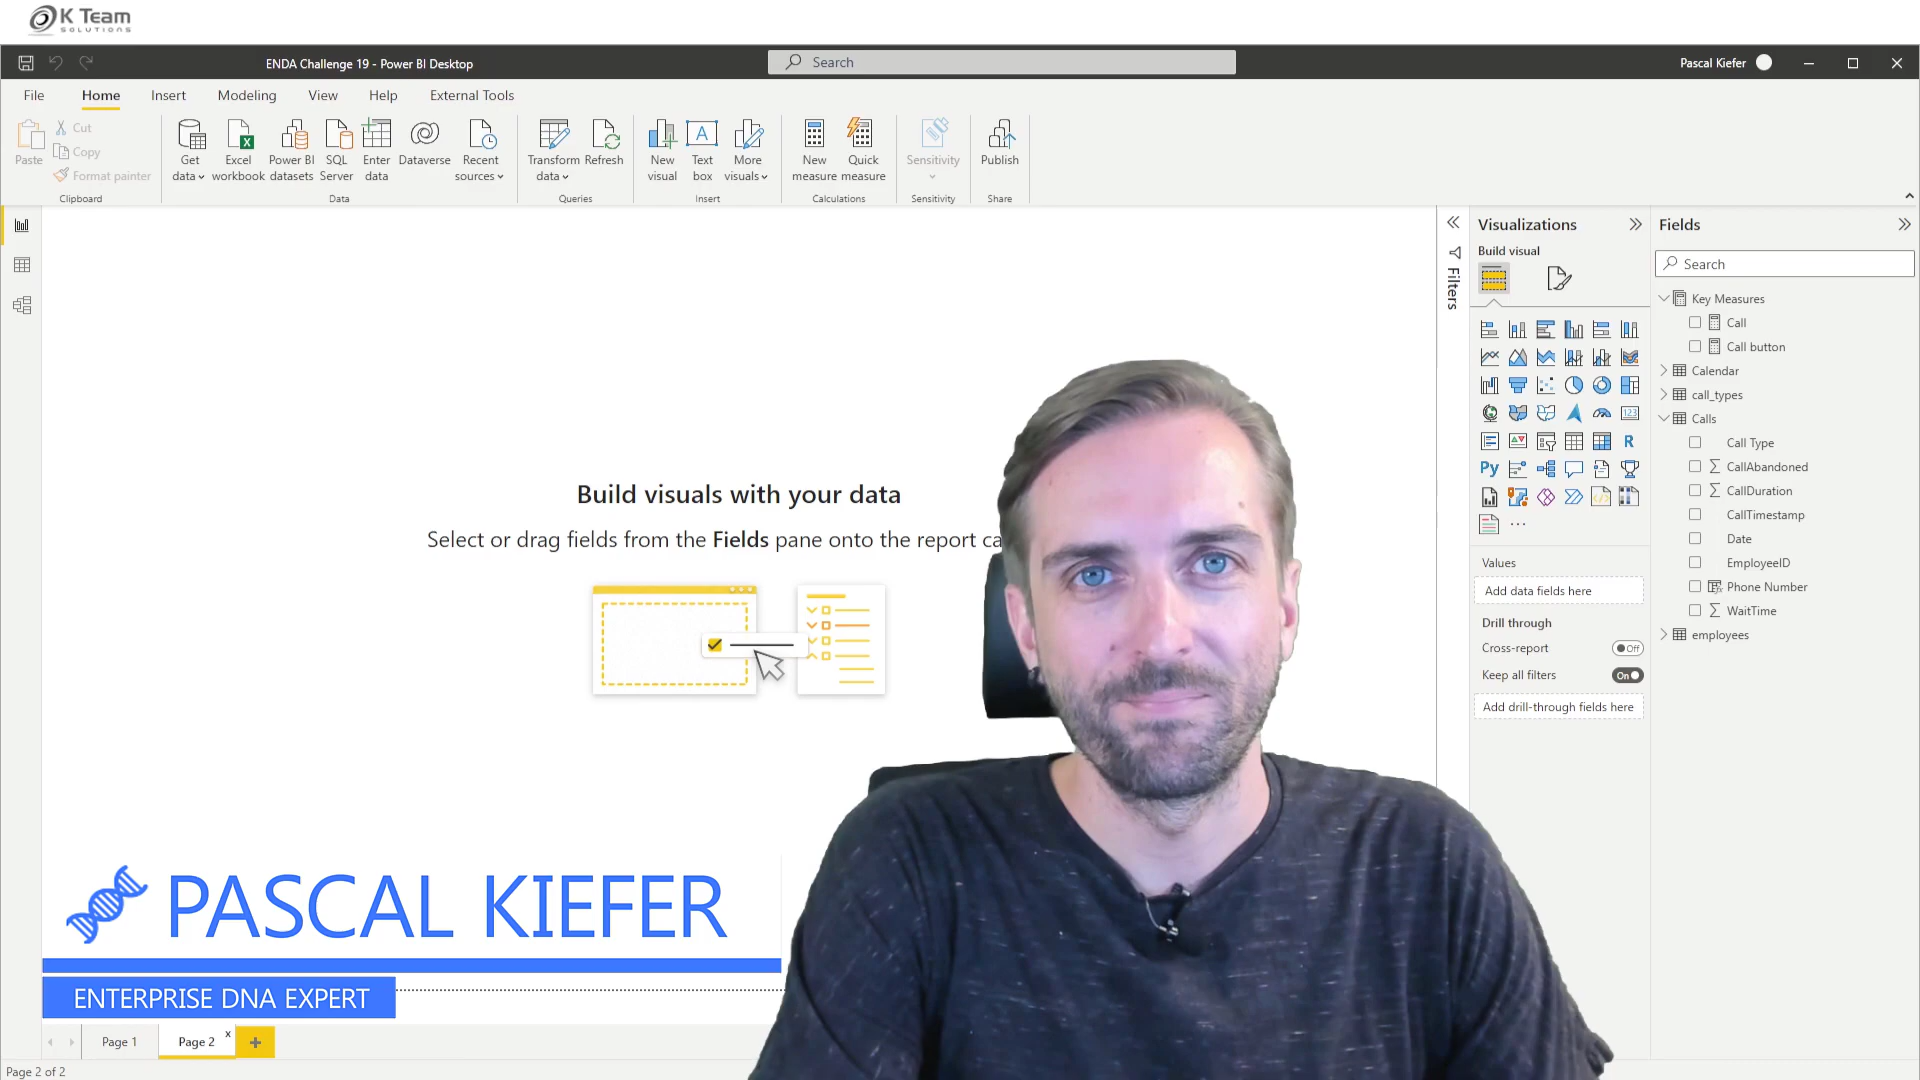 K Team
SOLUTIONS
ENDA Challenge 19 - Power BI Desktop
Search
Pascal Kiefer
File
Home
Insert
Modeling
View
Help
External Tools
Paste
Cut
Copy
Format painter
Clipboard
Get data
Excel workbook
Power BI datasets
SQL Server
Enter data
Dataverse
Recent sources
Data
Transform data
Refresh
Queries
New visual
A
Text box
More visuals
Insert
New measure
Quick measure
Calculations
Sensitivity
Sensitivity
Publish
Share
Build visuals with your data
Select or drag fields from the Fields pane onto the report ca
PASCAL KIEFER
ENTERPRISE DNA EXPERT
Page 1
Page 2
x
+
Page 2 of 2
Filters
Visualizations
Build visual
123
R
Py
Values
Add data fields here
Drill through
Cross-report
Off
Keep all filters
On
Add drill-through fields here
Fields
Search
Key Measures
Call
Call button
Calendar
call_types
Calls
Call Type
CallAbandoned
CallDuration
CallTimestamp
Date
EmployeeID
Phone Number
WaitTime
employees